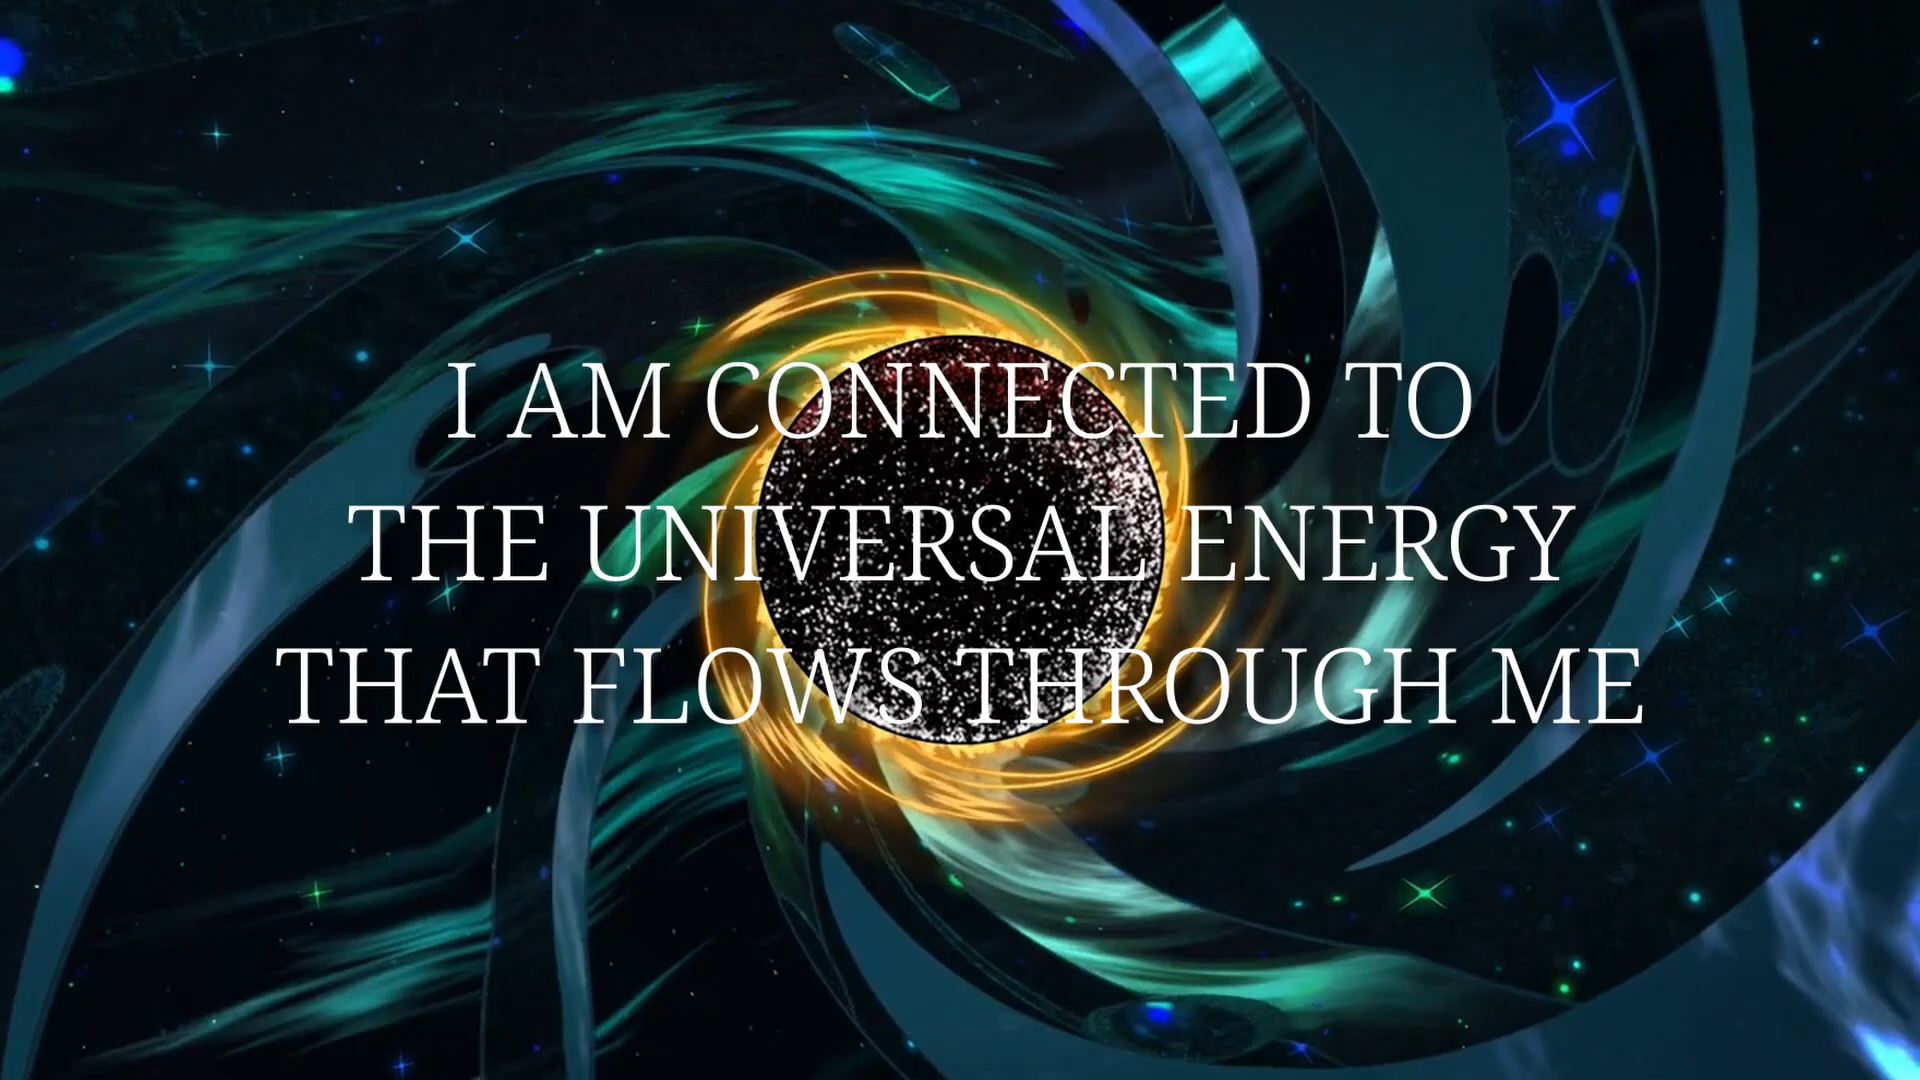 I AM CONNECTED TO
THE UNIVERSAL ENERGY
THAT FLOWS THROUGH ME